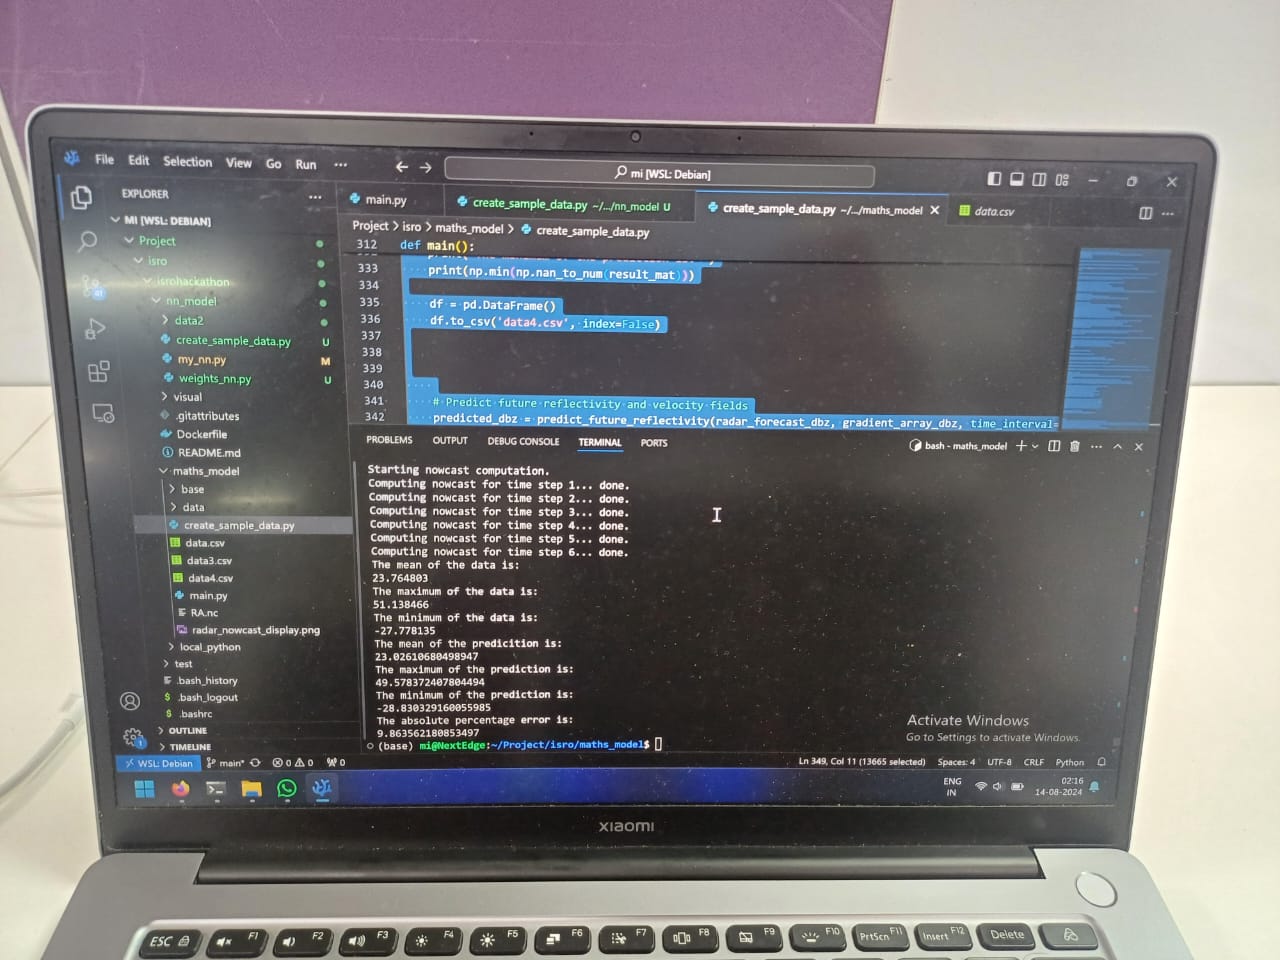 File Edit Selection View Go Run ...
mi [WSL: Debian]
EXPLORER ...
MI [WSL: DEBIAN]
Project
isro
isrohackathon
nn_model
data2
create_sample_data.py U
my_nn.py M
weights_nn.py U
visual
.gitattributes
Dockerfile
README.md
maths_model
base
data
create_sample_data.py
data.csv
data3.csv
data4.csv
main.py
RA.nc
radar_nowcast_display.png
local_python
test
.bash_history
.bash_logout
.bashrc
OUTLINE
TIMELINE
main.py create_sample_data.py ~/.../nn_model U create_sample_data.py ~/.../maths_model data.csv
Project > isro > maths_model > create_sample_data.py
312 def main():
333 print(np.min(np.nan_to_num(result_mat)))
334
335 df = pd.DataFrame()
336 df.to_csv('data4.csv', index=False)
337
338
339
340
341 # Predict future reflectivity and velocity fields
342 predicted_dbz = predict_future_reflectivity(radar_forecast_dbz, gradient_array_dbz, time_interval=
PROBLEMS OUTPUT DEBUG CONSOLE TERMINAL PORTS
bash - maths_model
Starting nowcast computation.
Computing nowcast for time step 1... done.
Computing nowcast for time step 2... done.
Computing nowcast for time step 3... done.
Computing nowcast for time step 4... done.
Computing nowcast for time step 5... done.
Computing nowcast for time step 6... done.
The mean of the data is:
23.764803
The maximum of the data is:
51.138466
The minimum of the data is:
-27.778135
The mean of the predicition is:
23.02610680498947
The maximum of the prediction is:
49.578372407804494
The minimum of the prediction is:
-28.830329160055985
The absolute percentage error is:
9.863562180853497
(base) mi@NextEdge:~/Project/isro/maths_model$
Activate Windows
Go to Settings to activate Windows.
WSL: Debian main* 0 0 0
Ln 349, Col 11 (13665 selected) Spaces: 4 UTF-8 CRLF Python
ENG
IN
02:16
14-08-2024
xiaomi
ESC F1 F2 F3 F4 F5 F6 F7 F8 F9 F10 PrtScn F11 Insert F12 Delete